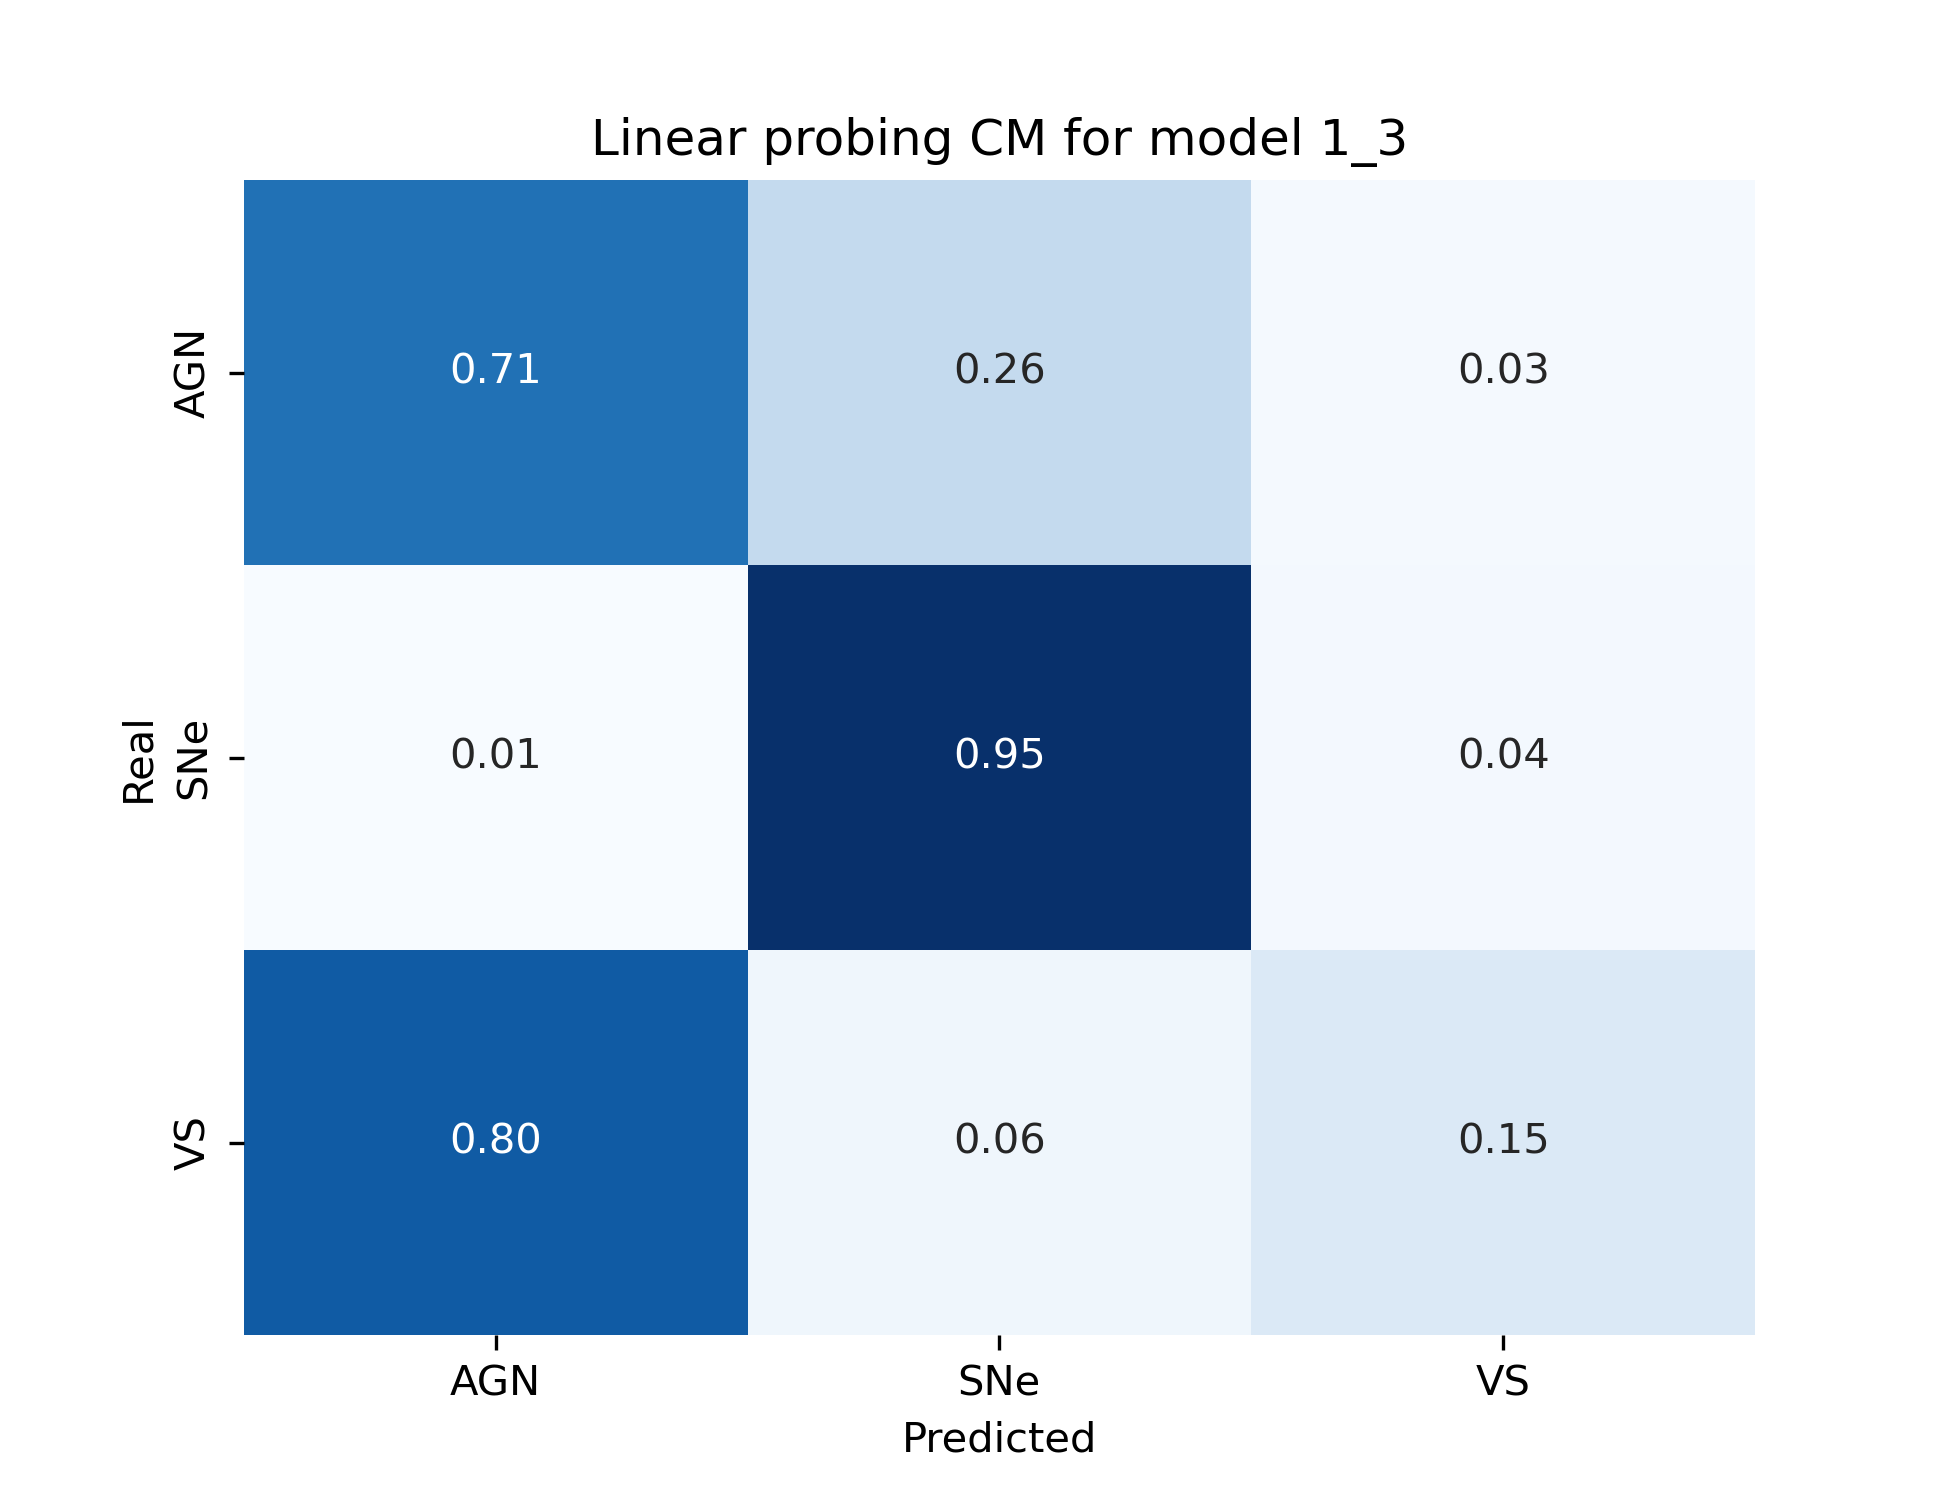 Linear probing CM for model 1_3
AGN
0.71
0.26
0.03
Real
SNe
0.01
0.95
0.04
VS
0.80
0.06
0.15
AGN
SNe
VS
Predicted